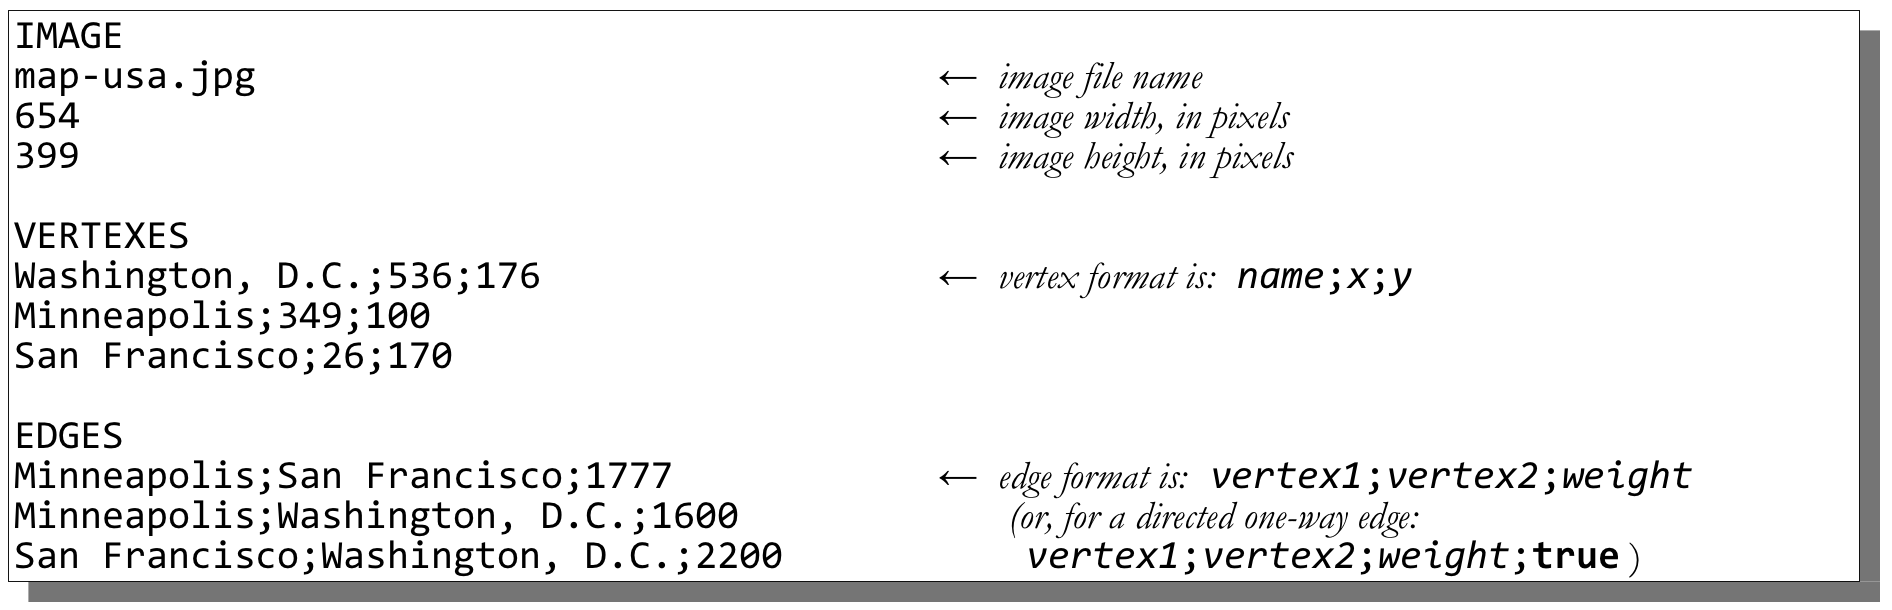 IMAGE
map-usa.jpg ← image file name
654 ← image width, in pixels
399 ← image height, in pixels
VERTEXES
Washington, D.C.;536;176 ← vertex format is: name;x;y
Minneapolis;349;100
San Francisco;26;170
EDGES
Minneapolis;San Francisco;1777 ← edge format is: vertex1;vertex2;weight
Minneapolis;Washington, D.C.;1600 (or, for a directed one-way edge:
San Francisco;Washington, D.C.;2200 vertex1;vertex2;weight;true)